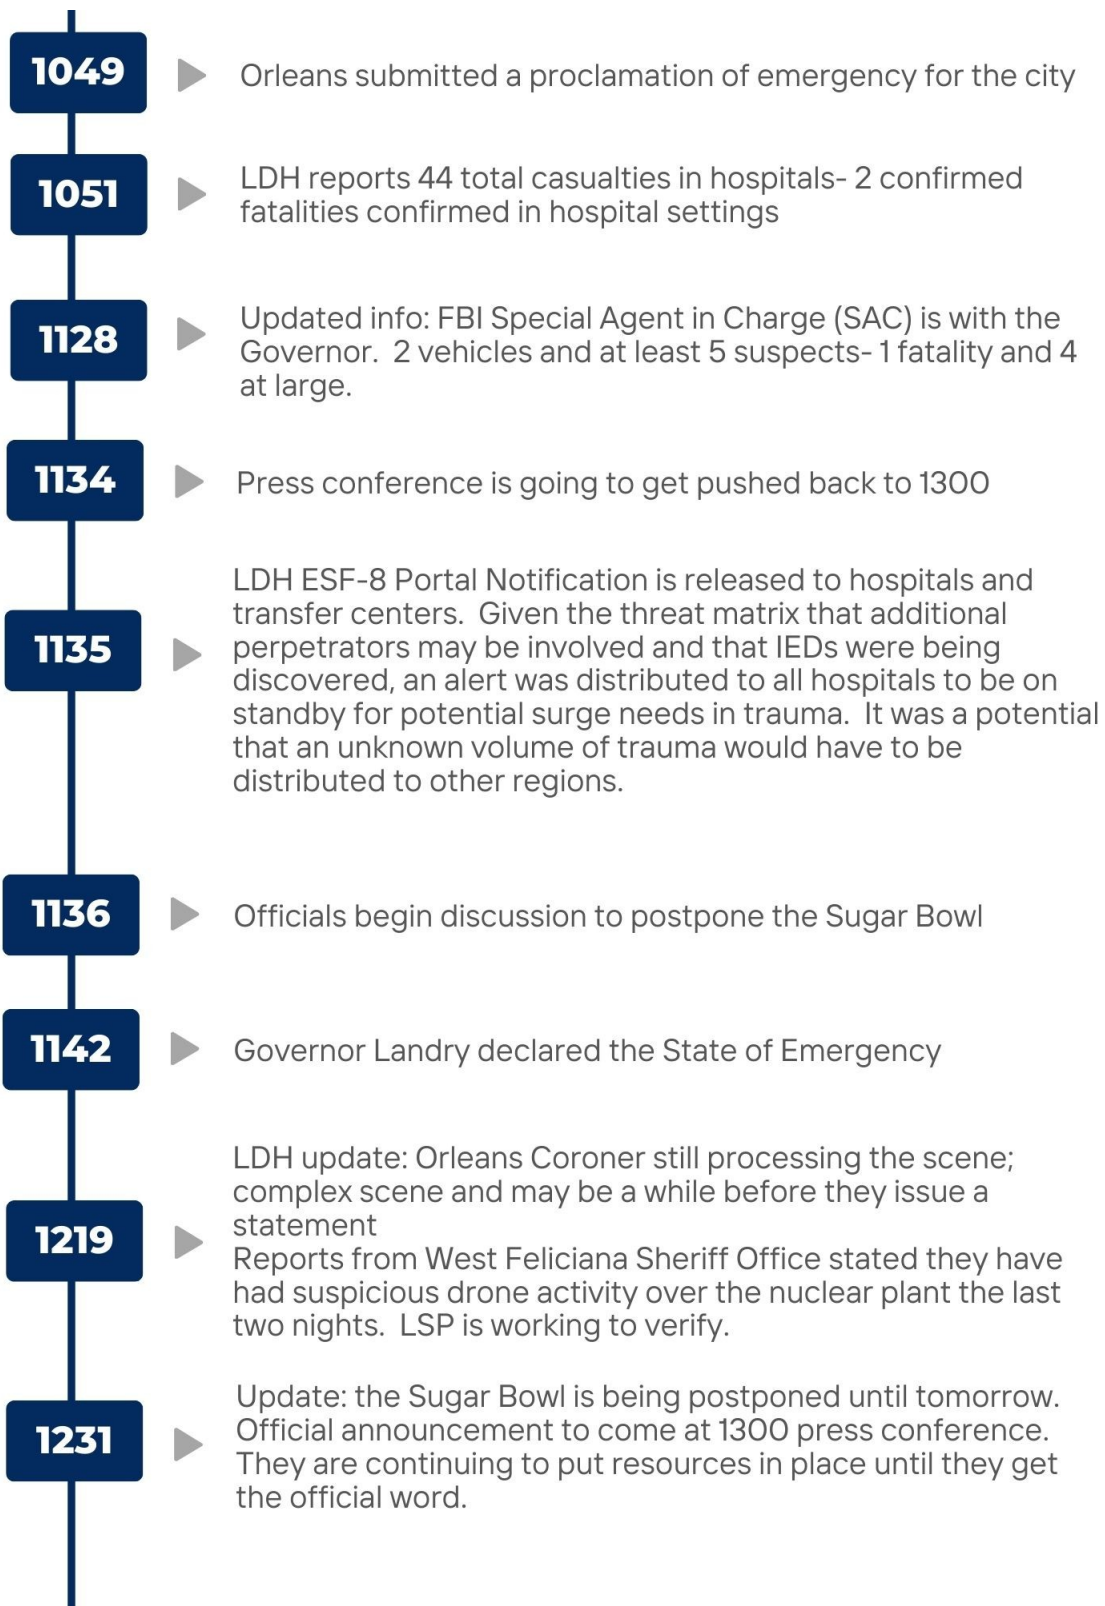 1049
Orleans submitted a proclamation of emergency for the city
1051
LDH reports 44 total casualties in hospitals- 2 confirmed
fatalities confirmed in hospital settings
1128
Updated info: FBI Special Agent in Charge (SAC) is with the
Governor.  2 vehicles and at least 5 suspects- 1 fatality and 4
at large.
1134
Press conference is going to get pushed back to 1300
1135
LDH ESF-8 Portal Notification is released to hospitals and
transfer centers.  Given the threat matrix that additional
perpetrators may be involved and that IEDs were being
discovered, an alert was distributed to all hospitals to be on
standby for potential surge needs in trauma.  It was a potential
that an unknown volume of trauma would have to be
distributed to other regions.
1136
Officials begin discussion to postpone the Sugar Bowl
1142
Governor Landry declared the State of Emergency
1219
LDH update: Orleans Coroner still processing the scene;
complex scene and may be a while before they issue a
statement
Reports from West Feliciana Sheriff Office stated they have
had suspicious drone activity over the nuclear plant the last
two nights.  LSP is working to verify.
1231
Update: the Sugar Bowl is being postponed until tomorrow.
Official announcement to come at 1300 press conference.
They are continuing to put resources in place until they get
the official word.